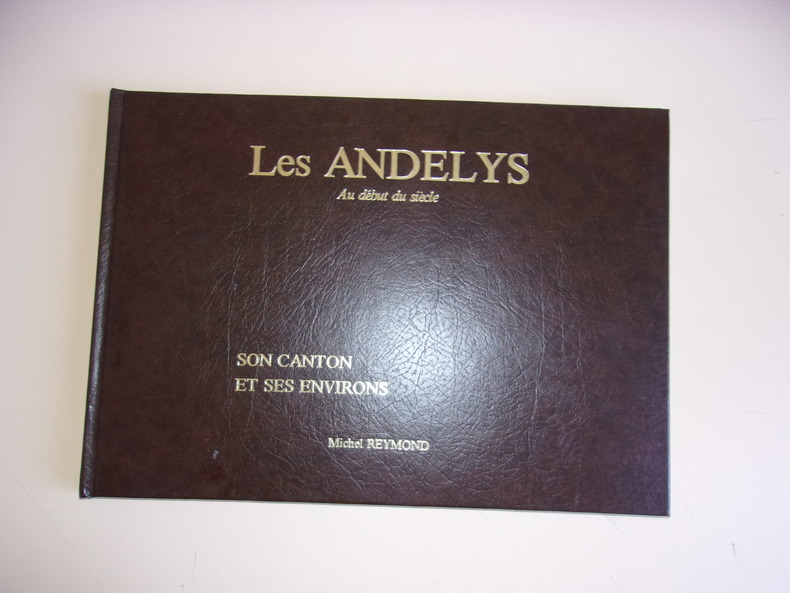 Les ANDELYS
Au début du siècle
SON CANTON
ET SES ENVIRONS
Michel REYMOND